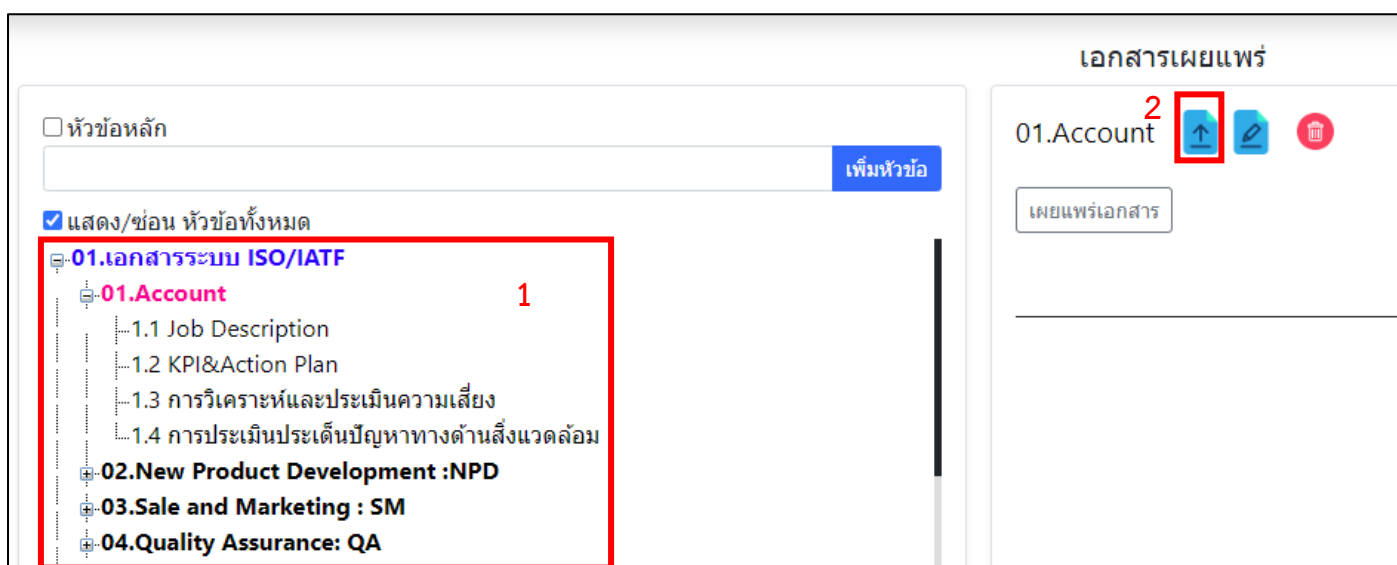 เอกสารเผยแพร่
หัวข้อหลัก
เพิ่มหัวข้อ
แสดง/ซ่อน หัวข้อทั้งหมด
01.เอกสารระบบ ISO/IATF
01.Account
1
1.1 Job Description
1.2 KPI&Action Plan
1.3 การวิเคราะห์และประเมินความเสี่ยง
1.4 การประเมินประเด็นปัญหาทางด้านสิ่งแวดล้อม
02.New Product Development :NPD
03.Sale and Marketing : SM
04.Quality Assurance: QA
01.Account 2
เผยแพร่เอกสาร